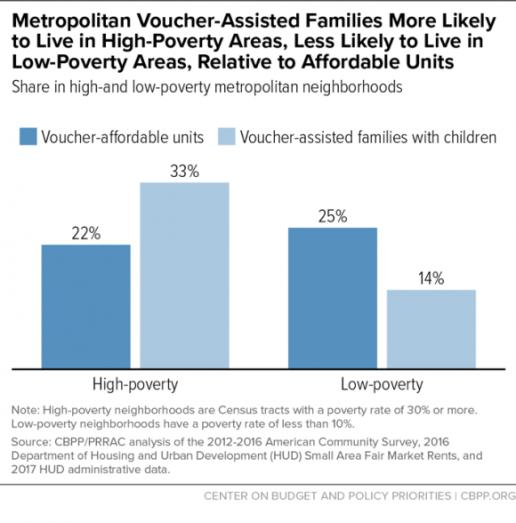 Metropolitan Voucher-Assisted Families More Likely
to Live in High-Poverty Areas, Less Likely to Live in
Low-Poverty Areas, Relative to Affordable Units
Share in high-and low-poverty metropolitan neighborhoods
Voucher-affordable units Voucher-assisted families with children
22%
33%
25%
14%
High-poverty Low-poverty
Note: High-poverty neighborhoods are Census tracts with a poverty rate of 30% or more.
Low-poverty neighborhoods have a poverty rate of less than 10%.
Source: CBPP/PRRAC analysis of the 2012-2016 American Community Survey, 2016
Department of Housing and Urban Development (HUD) Small Area Fair Market Rents, and
2017 HUD administrative data.
CENTER ON BUDGET AND POLICY PRIORITIES | CBPP.ORG